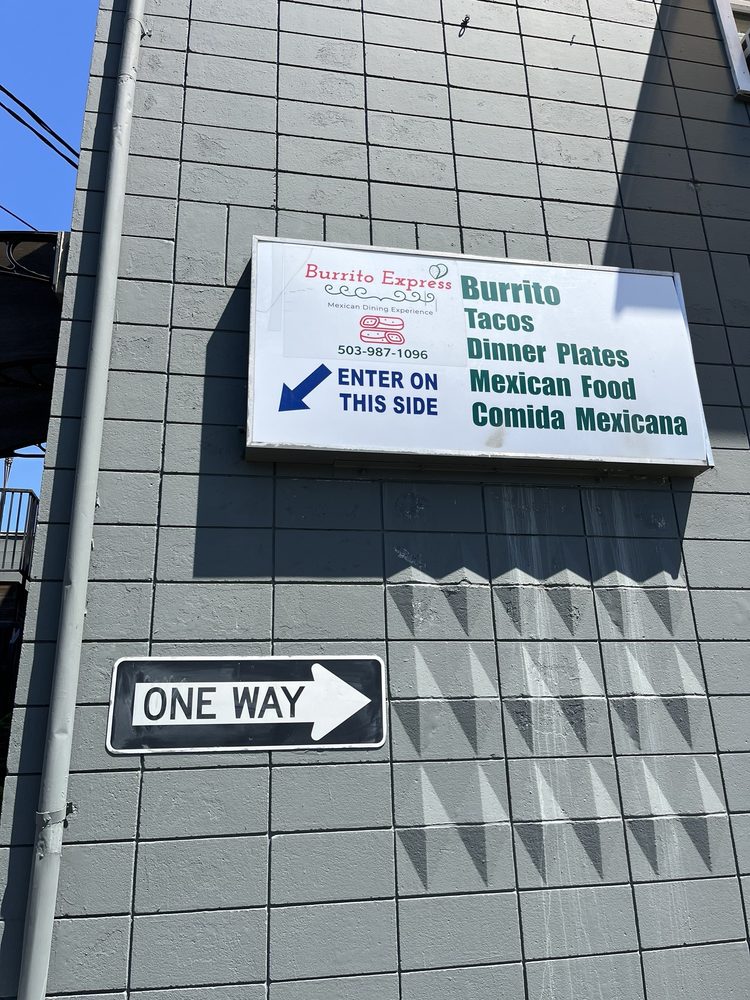 Burrito Express
Mexican Dining Experience
503-987-1096
ENTER ON
THIS SIDE
Burrito
Tacos
Dinner Plates
Mexican Food
Comida Mexicana
ONE WAY